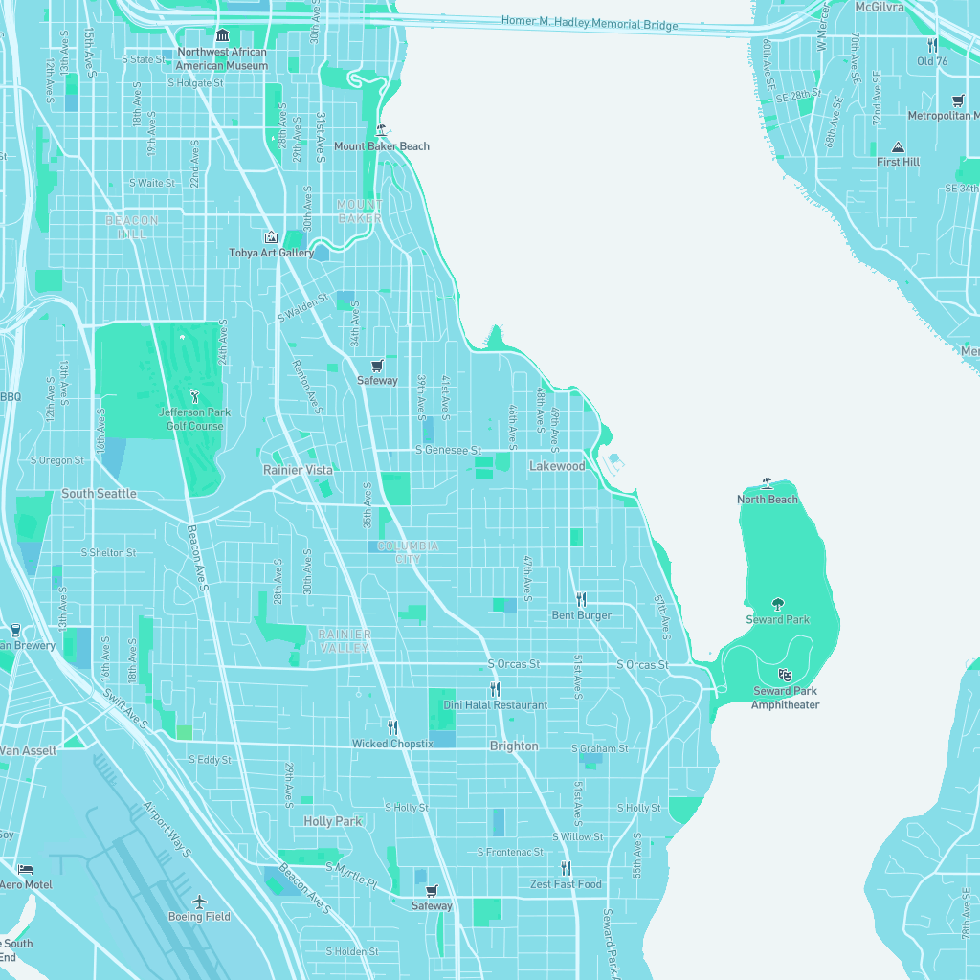 Homer M. Hadley Memorial Bridge
McGilvra
Northwest African
American Museum
Old 76
S State St
S Holgate St
12th Ave S
13th Ave S
15th Ave S
18th Ave S
19th Ave S
22nd Ave S
28th Ave S
29th Ave S
30th Ave S
31st Ave S
60th Ave SE
W Mercer
70th Ave SE
72nd Ave SE
68th Ave SE
SE 28th St
Metropolitan M
First Hill
SE 34th
Mount Baker Beach
S Waite St
MOUNT
BAKER
BEACON
HILL
30th Ave S
Tobya Art Gallery
S Walden St
34th Ave S
24th Ave S
Renton Ave S
Safeway
39th Ave S
41st Ave S
46th Ave S
48th Ave S
49th Ave S
Mer
BBQ
12th Ave S
13th Ave S
16th Ave S
Jefferson Park
Golf Course
S Genesee St
Lakewood
S Oregon St
Rainier Vista
South Seattle
36th Ave S
North Beach
Beacon Ave S
S Shelton St
COLUMBIA
CITY
28th Ave S
30th Ave S
47th Ave S
57th Ave S
13th Ave S
Bent Burger
Seward Park
an Brewery
6th Ave S
18th Ave S
RAINIER
VALLEY
S Orcas St
51st Ave S
S Orcas St
Seward Park
Amphitheater
Swift Ave S
Dini Halal Restaurant
Wicked Chopstix
Brighton
S Graham St
Van Asselt
S Eddy St
29th Ave S
51st Ave S
S Holly St
S Holly St
Holly Park
Airport Way S
S Willow St
S Frontenac St
55th Ave S
Aero Motel
S Myrtle Pl
Beacon Ave S
Zest Fast Food
Safeway
Boeing Field
78th Ave SE
e South
End
S Holden St
Seward Park